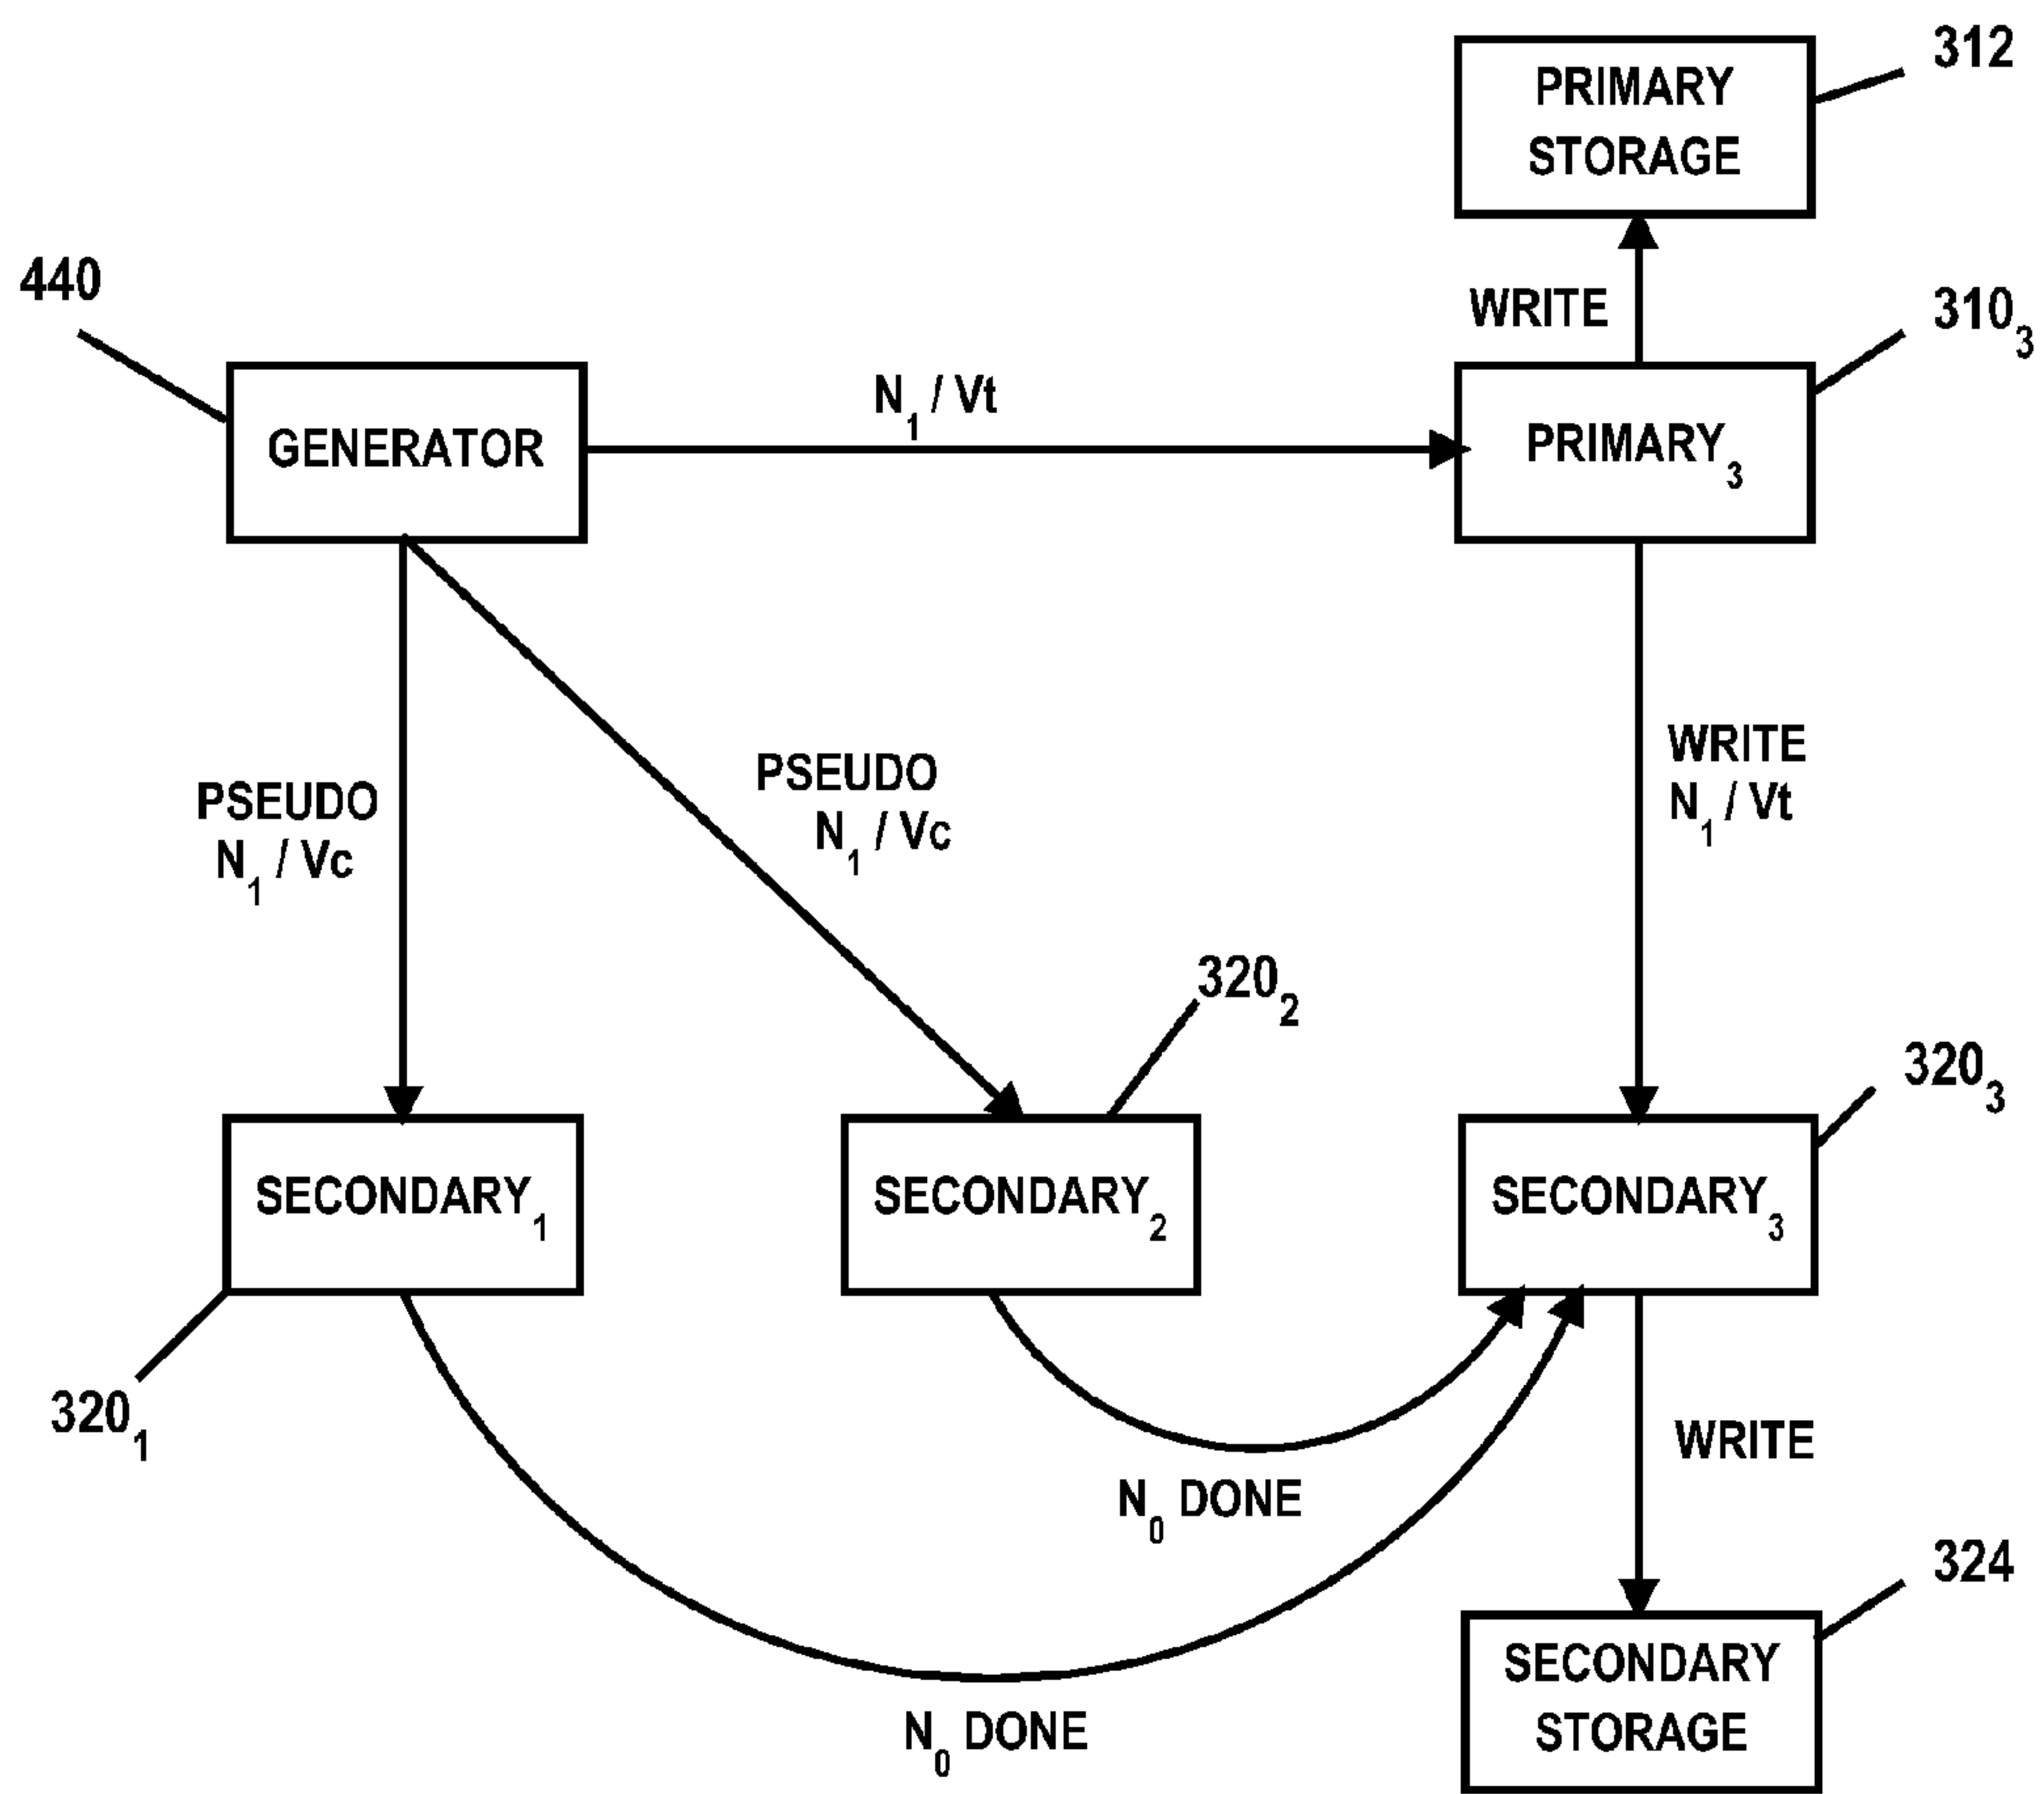 312
PRIMARY
STORAGE
440
WRITE
310₃
N₁ / Vt
GENERATOR
PRIMARY₃
PSEUDO
N₁ / Vc
PSEUDO
N₁ / Vc
WRITE
N₁ / Vt
320₂
320₃
SECONDARY₁
SECONDARY₂
SECONDARY₃
320₁
N₀ DONE
WRITE
324
N₀ DONE
SECONDARY
STORAGE